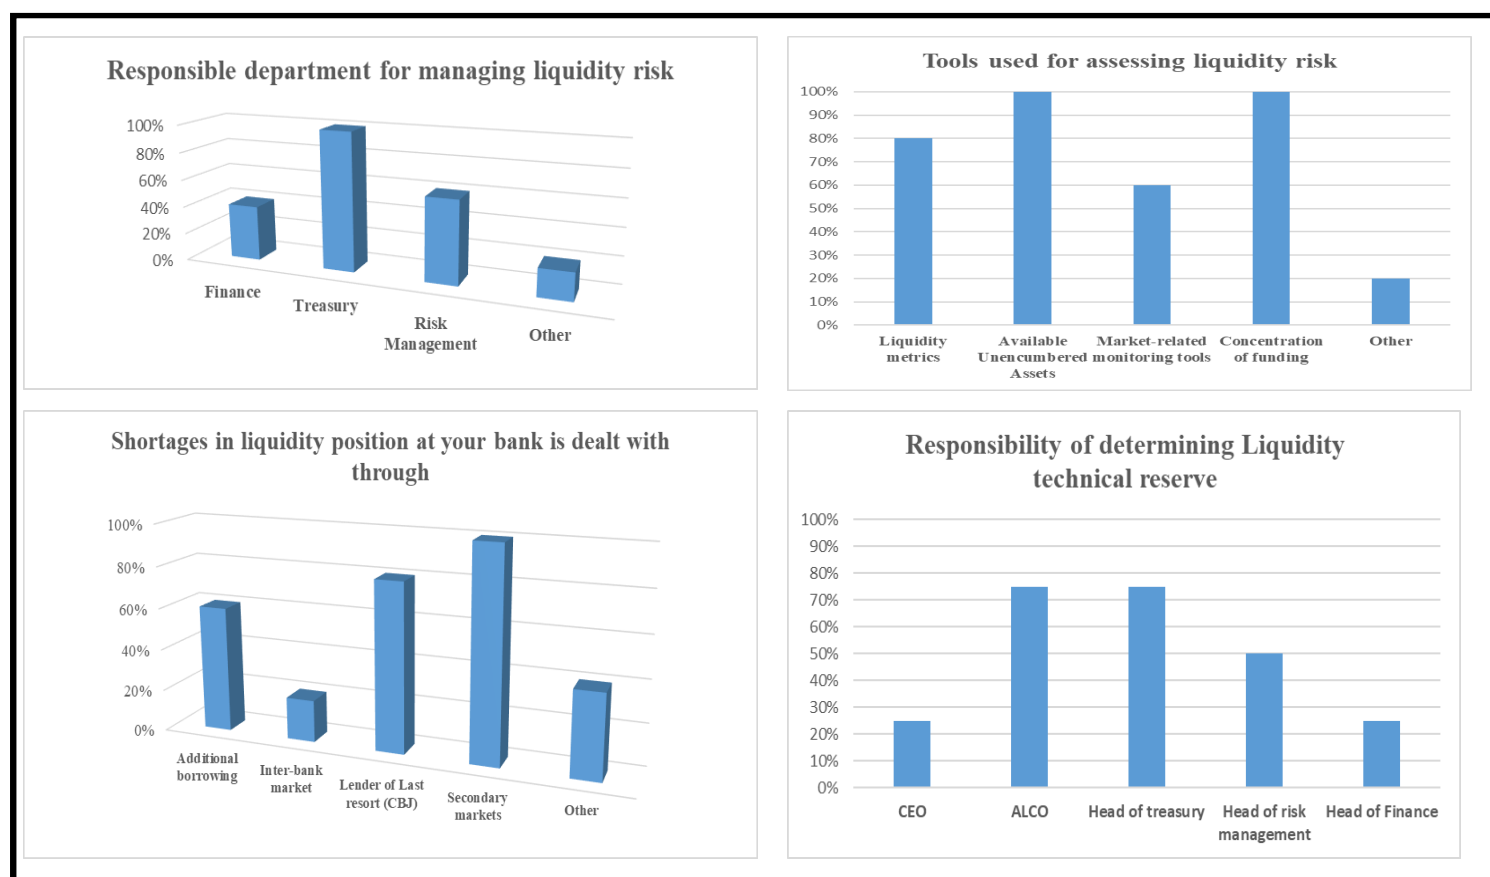 Responsible department for managing liquidity risk
100%
80%
60%
40%
20%
0%
Finance
Treasury
Risk
Management
Other
Tools used for assessing liquidity risk
100%
90%
80%
70%
60%
50%
40%
30%
20%
10%
0%
Liquidity
metrics
Available
Unencumbered
Assets
Market-related
monitoring tools
Concentration
of funding
Other
Shortages in liquidity position at your bank is dealt with
through
100%
80%
60%
40%
20%
0%
Additional
borrowing
Inter-bank
market
Lender of Last
resort (CBJ)
Secondary
markets
Other
Responsibility of determining Liquidity
technical reserve
100%
90%
80%
70%
60%
50%
40%
30%
20%
10%
0%
CEO
ALCO
Head of treasury
Head of risk
management
Head of Finance